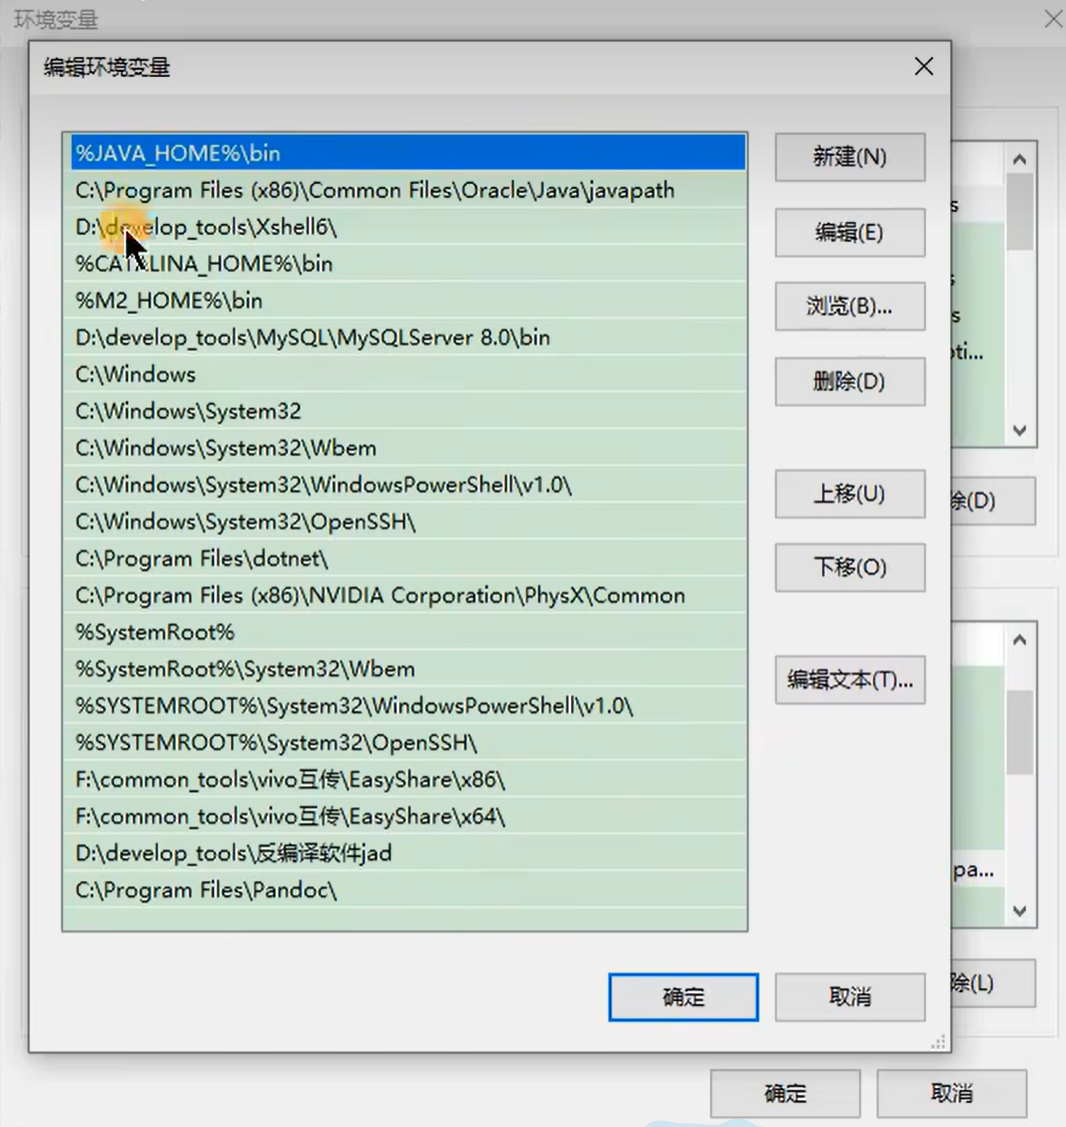 环境变量
编辑环境变量
%JAVA_HOME%\bin
C:\Program Files (x86)\Common Files\Oracle\Java\javapath
D:\develop_tools\Xshell6\
%CATALINA_HOME%\bin
%M2_HOME%\bin
D:\develop_tools\MySQL\MySQLServer 8.0\bin
C:\Windows
C:\Windows\System32
C:\Windows\System32\Wbem
C:\Windows\System32\WindowsPowerShell\v1.0\
C:\Windows\System32\OpenSSH\
C:\Program Files\dotnet\
C:\Program Files (x86)\NVIDIA Corporation\PhysX\Common
%SystemRoot%
%SystemRoot%\System32\Wbem
%SYSTEMROOT%\System32\WindowsPowerShell\v1.0\
%SYSTEMROOT%\System32\OpenSSH\
F:\common_tools\vivo互传\EasyShare\x86\
F:\common_tools\vivo互传\EasyShare\x64\
D:\develop_tools\反编译软件jad
C:\Program Files\Pandoc\
新建(N)
编辑(E)
浏览(B)...
删除(D)
上移(U)
下移(O)
编辑文本(T)...
确定
取消
s
s
pti...
除(D)
pa...
除(L)
确定
取消